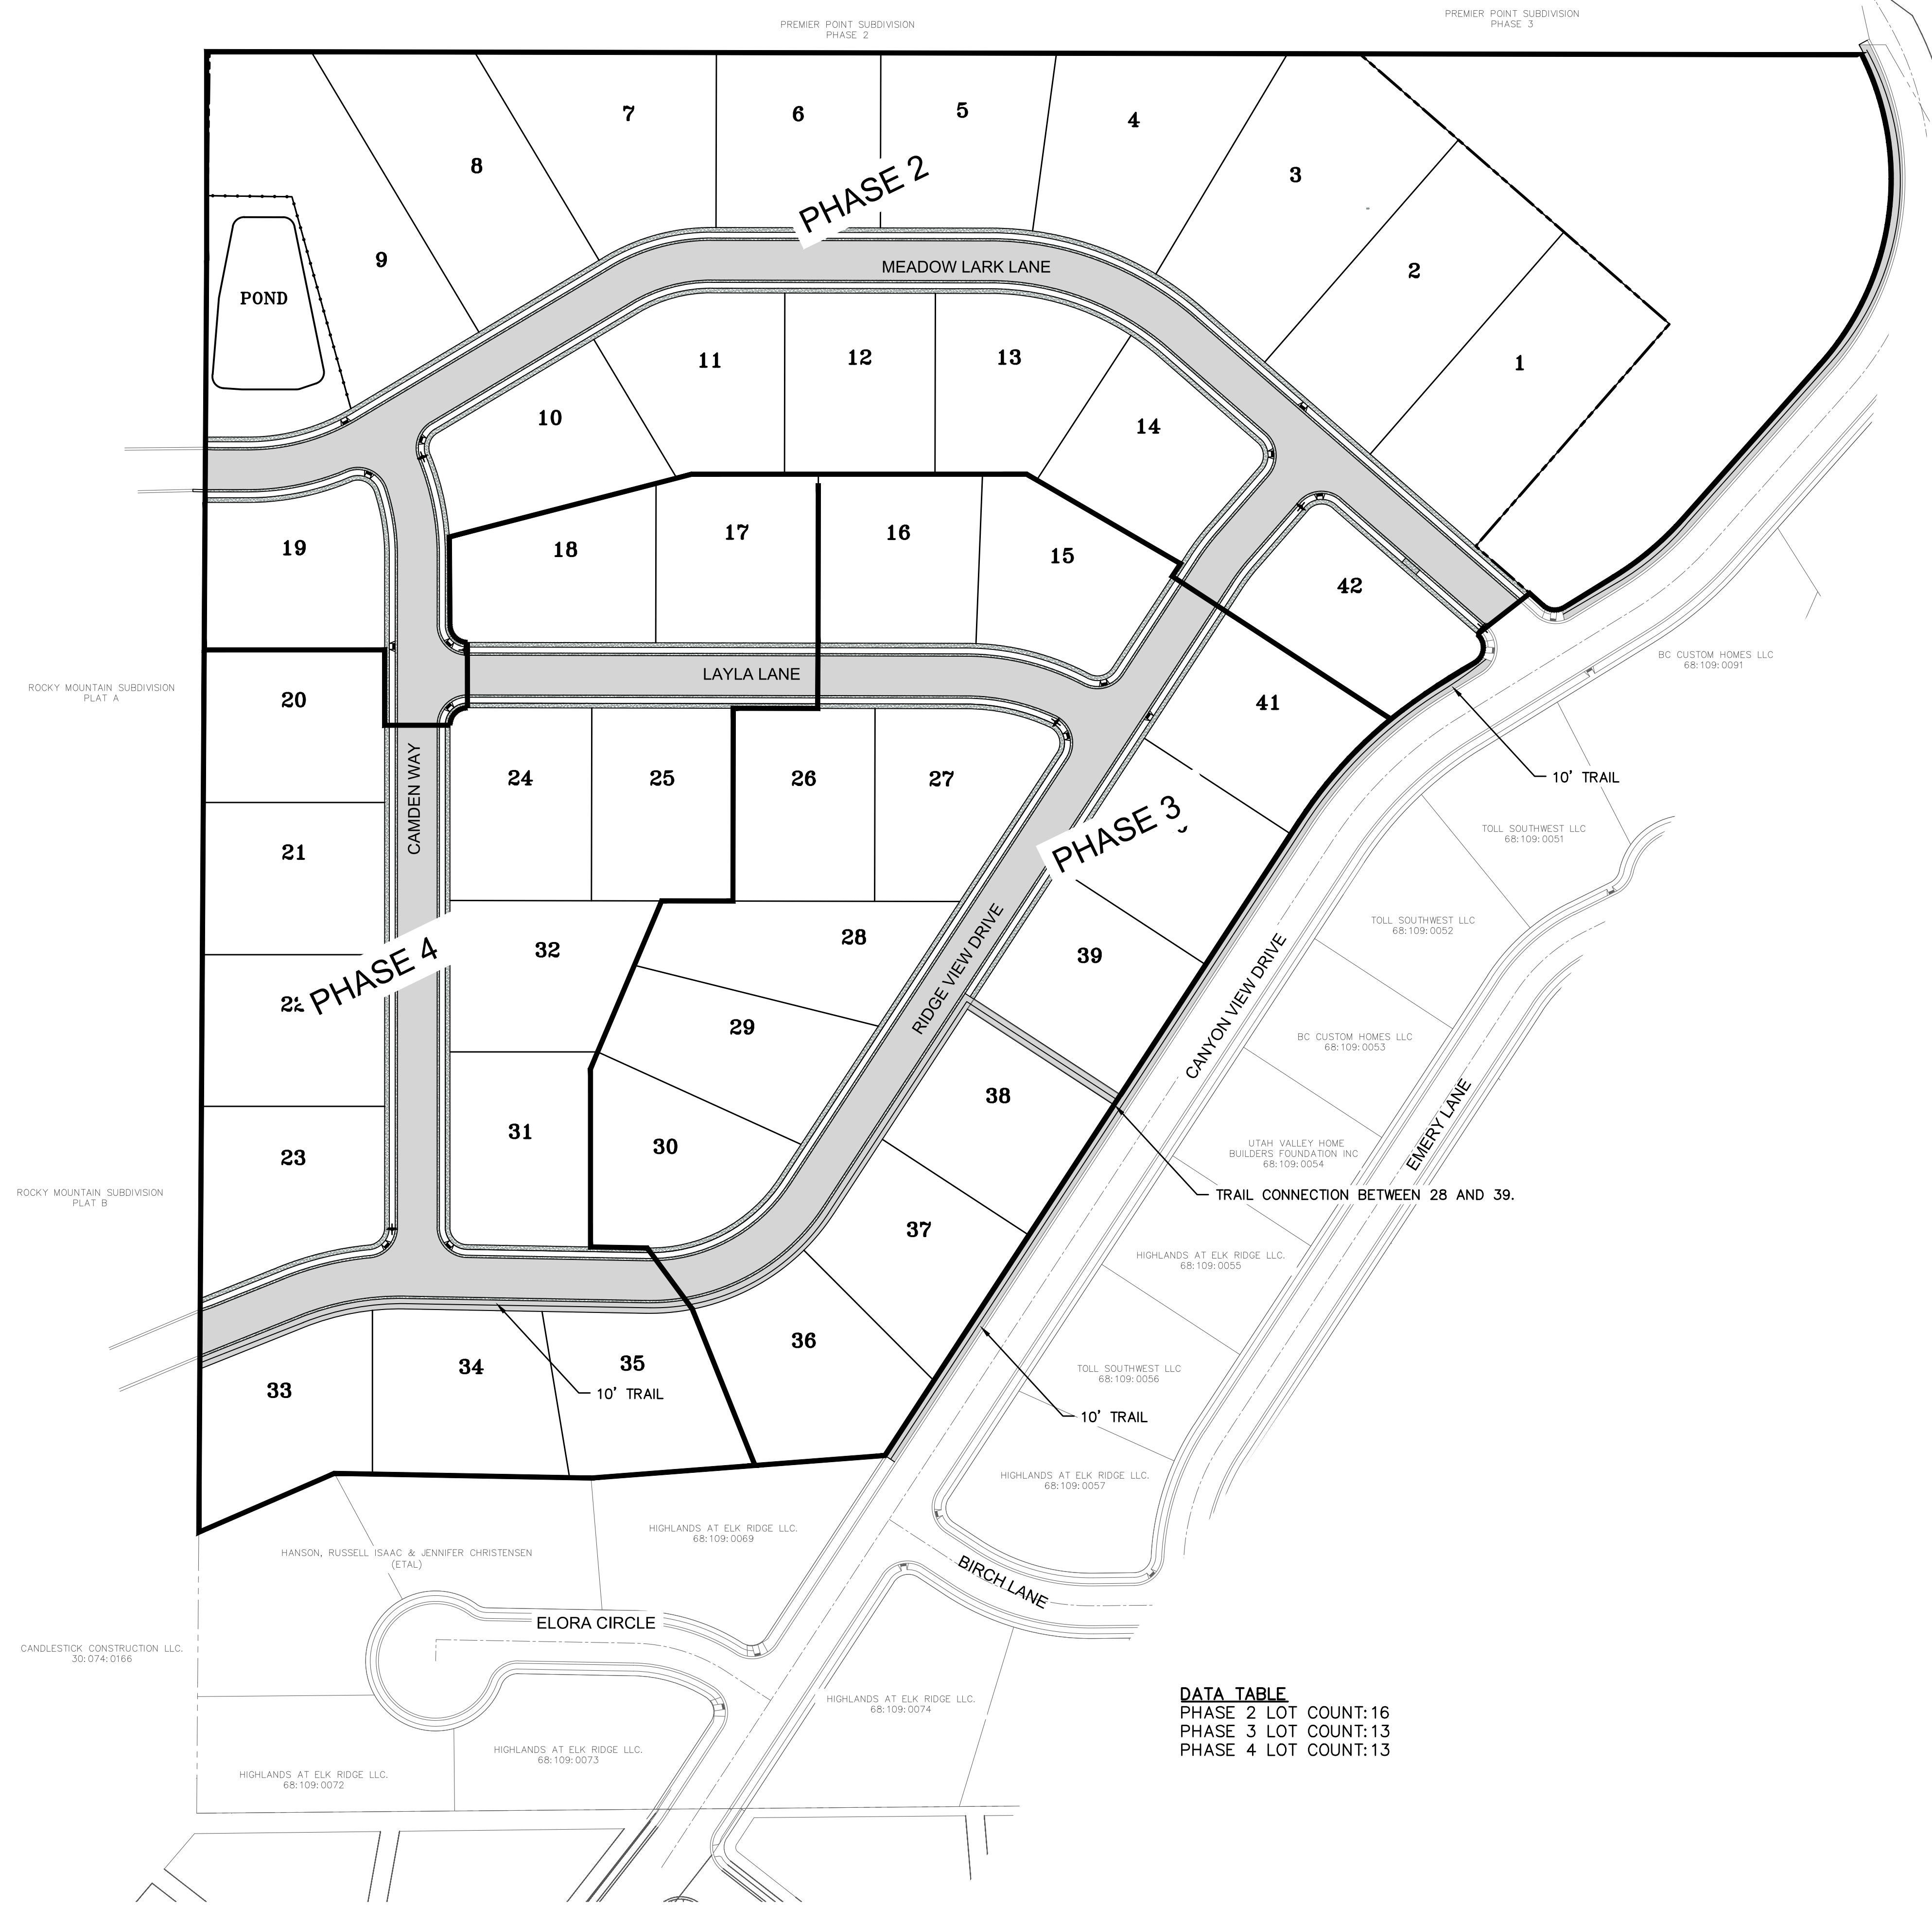 PREMIER POINT SUBDIVISION
PHASE 2
PREMIER POINT SUBDIVISION
PHASE 3
7
6
5
4
8
3
PHASE 2
9
2
POND
MEADOW LARK LANE
11
12
13
1
10
14
19
18
17
16
15
42
LAYLA LANE
BC CUSTOM HOMES LLC
68:109:0091
ROCKY MOUNTAIN SUBDIVISION
PLAT A
20
41
24
25
26
27
10' TRAIL
CAMDEN WAY
PHASE 3
TOLL SOUTHWEST LLC
68:109:0051
21
32
28
TOLL SOUTHWEST LLC
68:109:0052
PHASE 4
22
RIDGE VIEW DRIVE
39
CANYON VIEW DRIVE
29
BC CUSTOM HOMES LLC
68:109:0053
38
EMERY LANE
31
30
23
UTAH VALLEY HOME
BUILDERS FOUNDATION INC
68:109:0054
ROCKY MOUNTAIN SUBDIVISION
PLAT B
TRAIL CONNECTION BETWEEN 28 AND 39.
37
HIGHLANDS AT ELK RIDGE LLC.
68:109:0055
36
35
34
33
10' TRAIL
TOLL SOUTHWEST LLC
68:109:0056
10' TRAIL
HIGHLANDS AT ELK RIDGE LLC.
68:109:0057
HIGHLANDS AT ELK RIDGE LLC.
68:109:0069
HANSON, RUSSELL ISAAC & JENNIFER CHRISTENSEN
(ETAL)
BIRCH LANE
ELORA CIRCLE
CANDLESTICK CONSTRUCTION LLC.
30:074:0166
HIGHLANDS AT ELK RIDGE LLC.
68:109:0074
HIGHLANDS AT ELK RIDGE LLC.
68:109:0073
HIGHLANDS AT ELK RIDGE LLC.
68:109:0072
DATA TABLE
PHASE 2 LOT COUNT:16
PHASE 3 LOT COUNT:13
PHASE 4 LOT COUNT:13